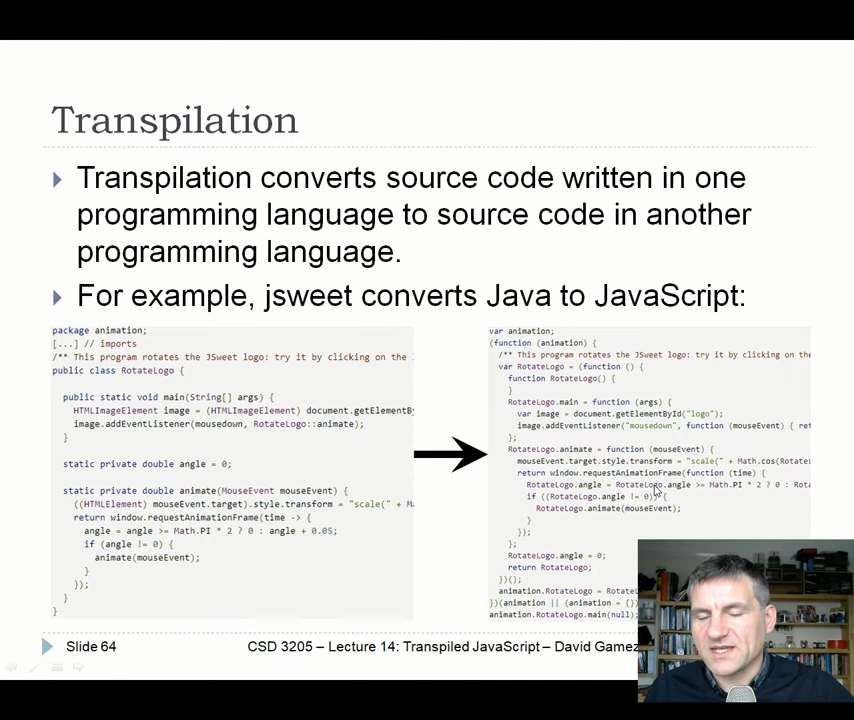 Transpilation
Transpilation converts source code written in one
programming language to source code in another
programming language.
For example, jsweet converts Java to JavaScript:
package animation;
[...] // imports
/** This program rotates the JSweet logo: try it by clicking on the
public class RotateLogo {
public static void main(String[] args) {
HTMLImageElement image = (HTMLImageElement) document.getElementB
image.addEventListener(mousedown, RotateLogo::animate);
}
static private double angle = 0;
static private double animate(MouseEvent mouseEvent) {
((HTMLElement) mouseEvent.target).style.transform = "scale(" + M
return window.requestAnimationFrame(time -> {
angle = angle >= Math.PI * 2 ? 0 : angle + 0.05;
if (angle != 0) {
animate(mouseEvent);
}
});
}
}
var animation;
(function (animation) {
/** This program rotates the JSweet logo: try it by clicking on the
var RotateLogo = (function () {
function RotateLogo() {
}
RotateLogo.main = function (args) {
var image = document.getElementById("logo");
image.addEventListener("mousedown", function (mouseEvent) { ret
};
RotateLogo.animate = function (mouseEvent) {
mouseEvent.target.style.transform = "scale(" + Math.cos(Rotat
return window.requestAnimationFrame(function (time) {
RotateLogo.angle = RotateLogo.angle >= Math.PI * 2 ? 0 : Rota
if ((RotateLogo.angle != 0)) {
RotateLogo.animate(mouseEvent);
}
});
};
RotateLogo.angle = 0;
return RotateLogo;
})();
animation.RotateLogo = RotateL
})(animation || (animation = {})
animation.RotateLogo.main(null);
Slide 64
CSD 3205 – Lecture 14: Transpiled JavaScript – David Gamez